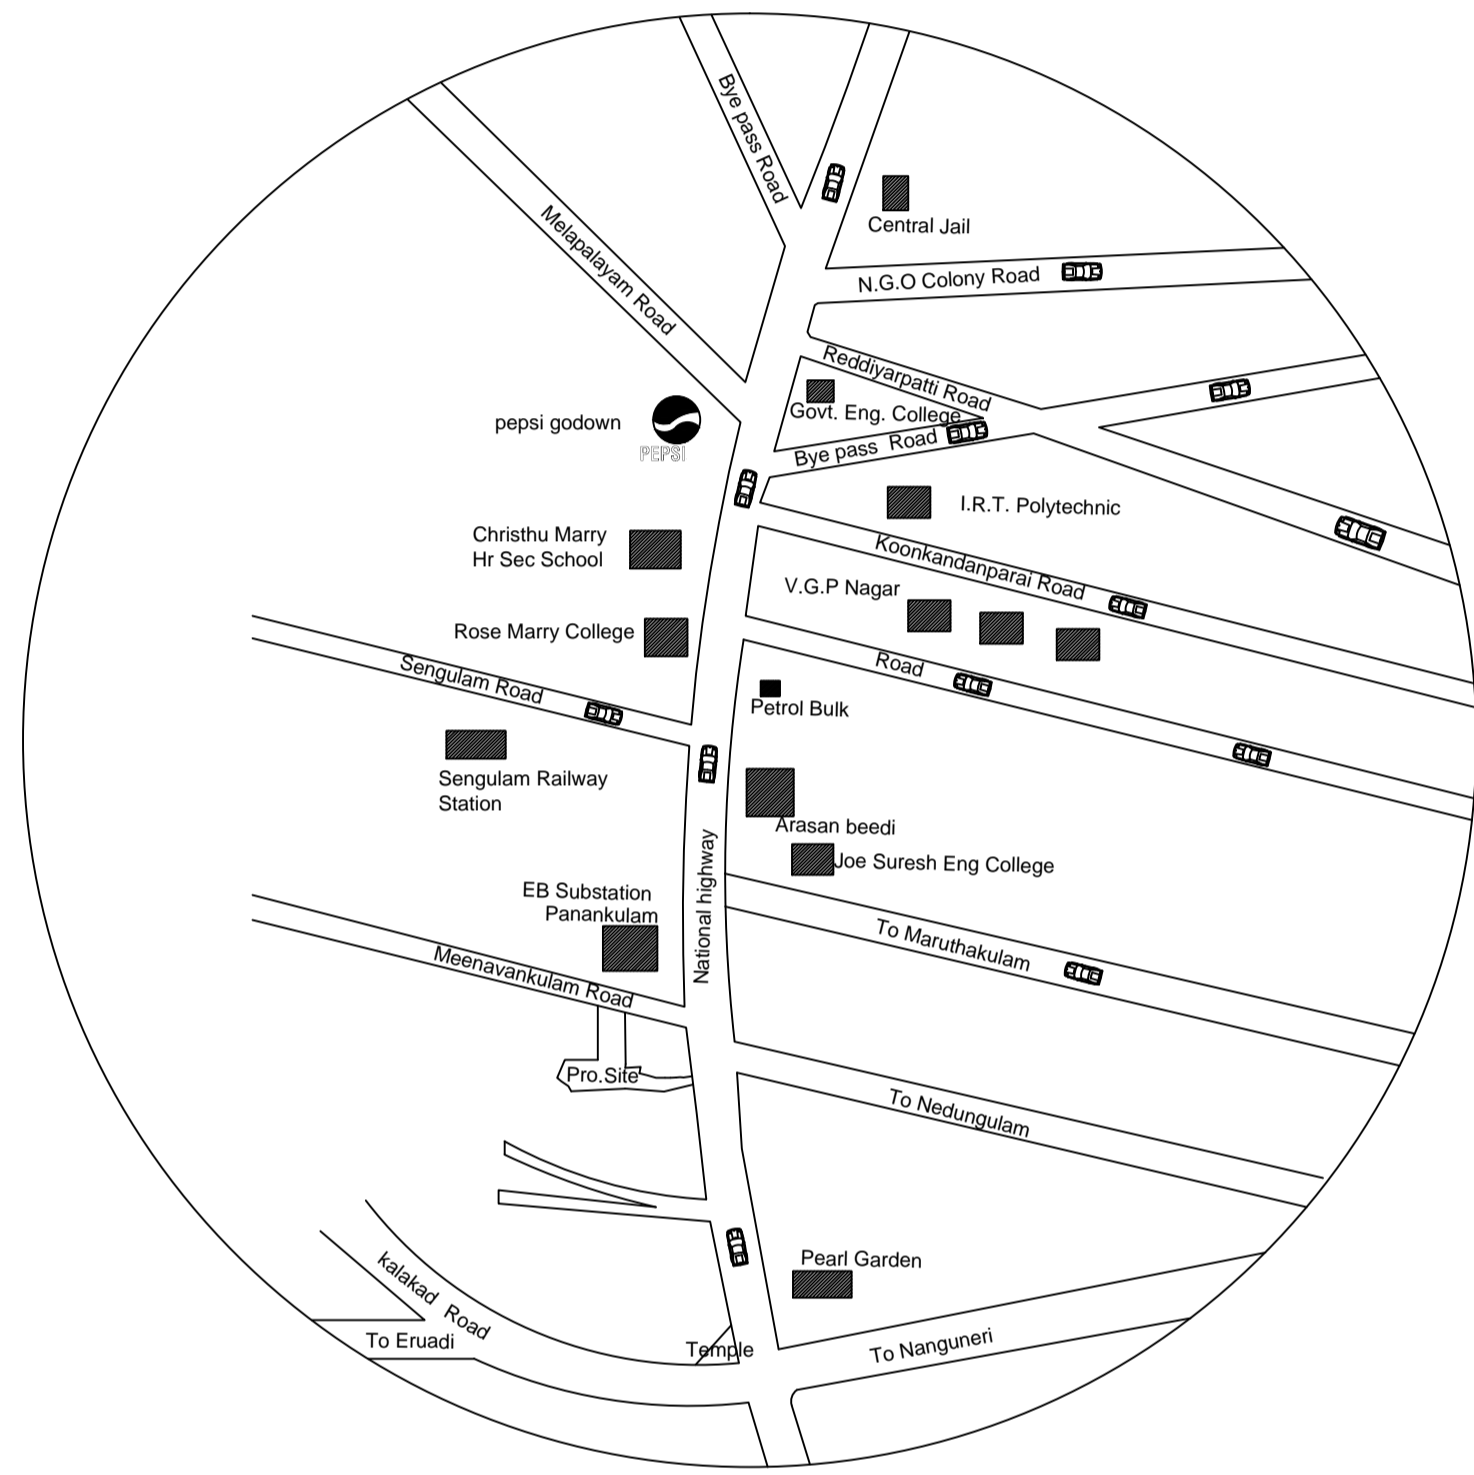 Bye pass Road
Central Jail
Melapalayam Road
N.G.O Colony Road
Reddiyarpatti Road
Govt. Eng. College
pepsi godown
PEPSI
Bye pass Road
I.R.T. Polytechnic
Christhu Marry
Hr Sec School
Koonkandanparai Road
V.G.P Nagar
Rose Marry College
Sengulam Road
Road
Petrol Bulk
Sengulam Railway
Station
Arasan beedi
Joe Suresh Eng College
EB Substation
Panankulam
National highway
To Maruthakulam
Meenavankulam Road
Pro.Site
To Nedungulam
Pearl Garden
kalakad Road
To Eruadi
Temple
To Nanguneri